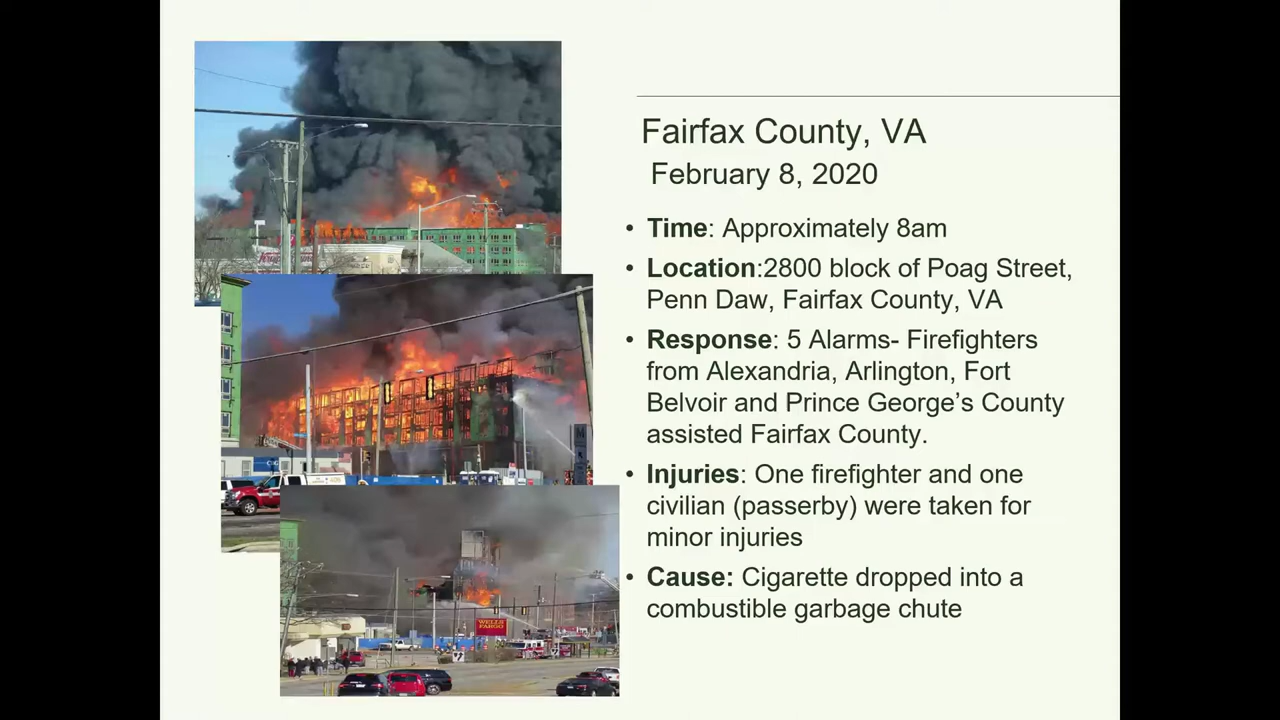 Fairfax County, VA
February 8, 2020
• Time: Approximately 8am
• Location:2800 block of Poag Street,
Penn Daw, Fairfax County, VA
• Response: 5 Alarms- Firefighters
from Alexandria, Arlington, Fort
Belvoir and Prince George’s County
assisted Fairfax County.
• Injuries: One firefighter and one
civilian (passerby) were taken for
minor injuries
• Cause: Cigarette dropped into a
combustible garbage chute
WELLS
FARGO